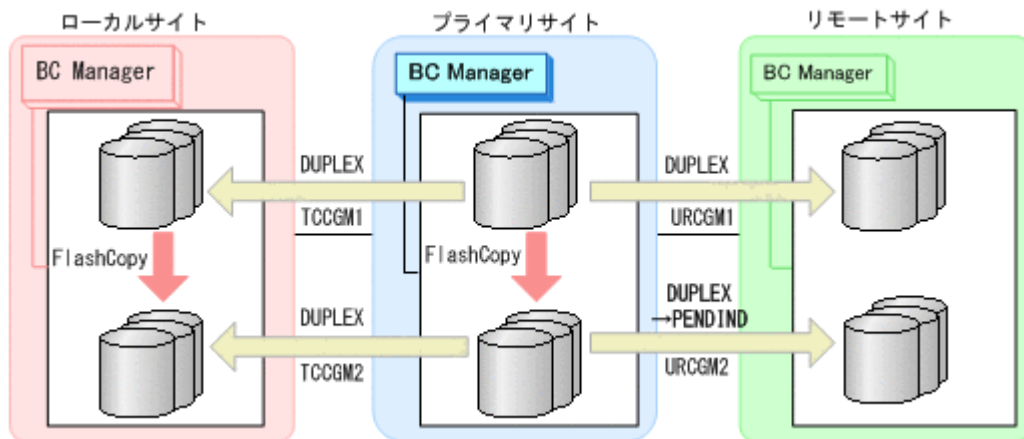 ローカルサイト
プライマリサイト
リモートサイト
BC Manager
BC Manager
BC Manager
DUPLEX
DUPLEX
TCCGM1
URCGM1
FlashCopy
FlashCopy
DUPLEX
DUPLEX
→PENDIND
TCCGM2
URCGM2